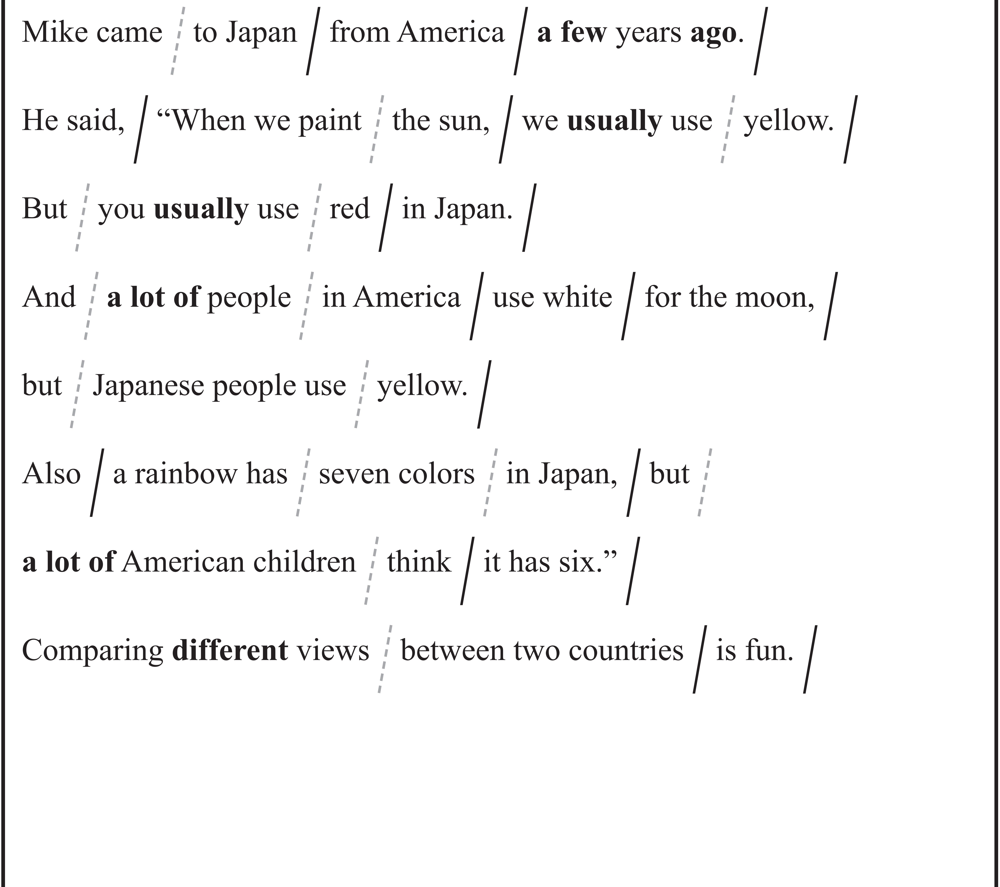 Mike came / to Japan / from America / a few years ago. /
He said, / “When we paint / the sun, / we usually use / yellow. /
But / you usually use / red / in Japan. /
And / a lot of people / in America / use white / for the moon, /
but / Japanese people use / yellow. /
Also / a rainbow has / seven colors / in Japan, / but /
a lot of American children / think / it has six.” /
Comparing different views / between two countries / is fun. /